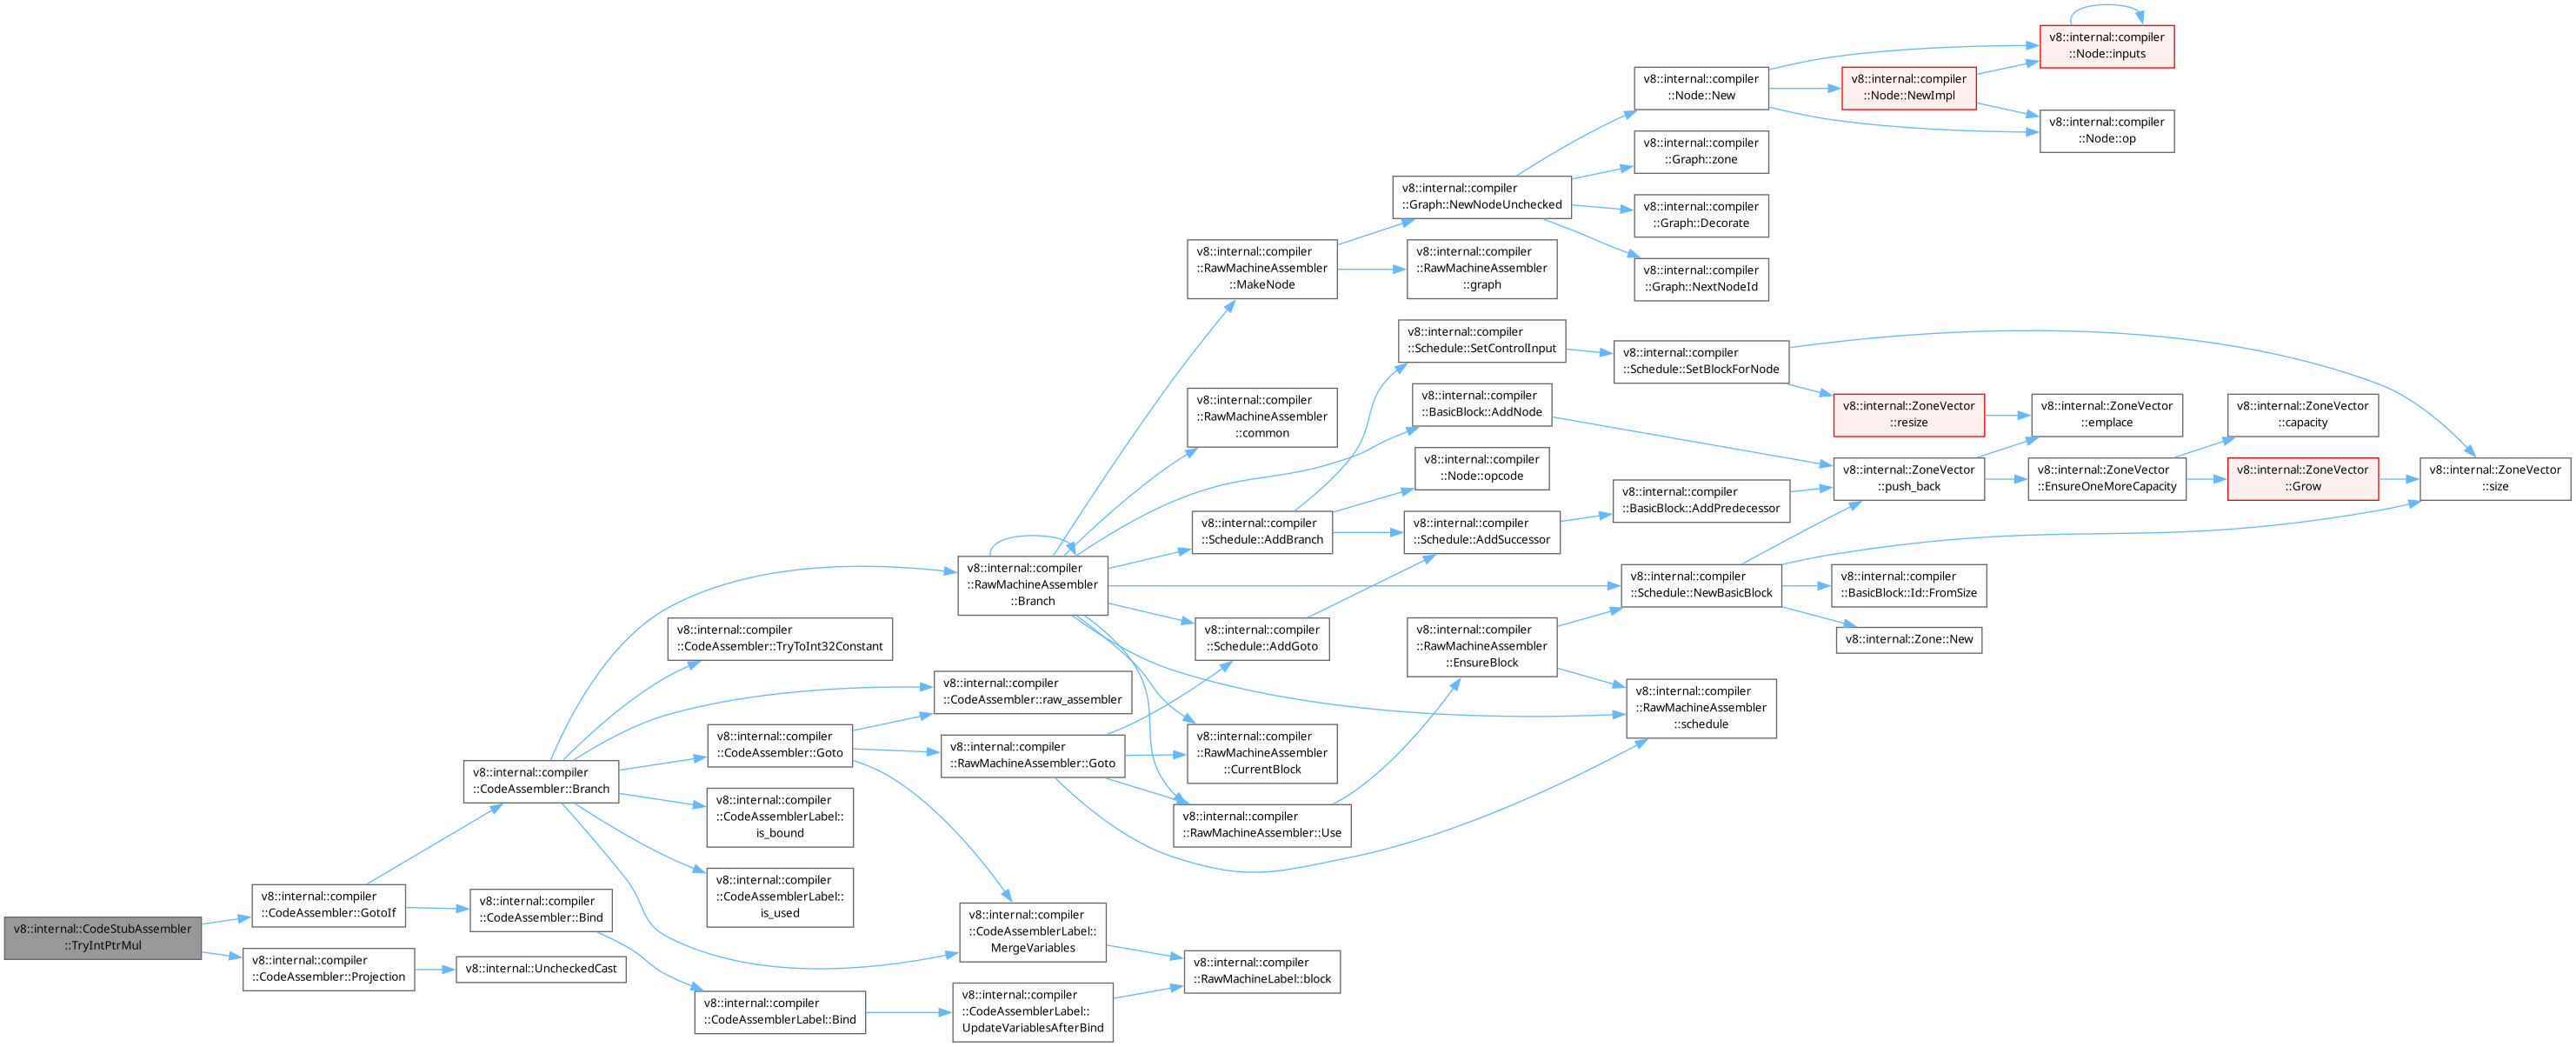 v8::internal::CodeStubAssembler
::TryIntPtrMul
v8::internal::compiler
::CodeAssembler::GotoIf
v8::internal::compiler
::CodeAssembler::Projection
v8::internal::compiler
::CodeAssembler::Branch
v8::internal::compiler
::CodeAssembler::Bind
v8::internal::UncheckedCast
v8::internal::compiler
::CodeAssembler::TryToInt32Constant
v8::internal::compiler
::CodeAssembler::Goto
v8::internal::compiler
::CodeAssemblerLabel::
is_bound
v8::internal::compiler
::CodeAssemblerLabel::
is_used
v8::internal::compiler
::CodeAssemblerLabel::Bind
v8::internal::compiler
::RawMachineAssembler
::Branch
v8::internal::compiler
::CodeAssembler::raw_assembler
v8::internal::compiler
::RawMachineAssembler::Goto
v8::internal::compiler
::CodeAssemblerLabel::
MergeVariables
v8::internal::compiler
::CodeAssemblerLabel::
UpdateVariablesAfterBind
v8::internal::compiler
::RawMachineAssembler
::MakeNode
v8::internal::compiler
::RawMachineAssembler
::common
v8::internal::compiler
::Schedule::AddBranch
v8::internal::compiler
::Schedule::AddGoto
v8::internal::compiler
::RawMachineAssembler
::CurrentBlock
v8::internal::compiler
::RawMachineAssembler::Use
v8::internal::compiler
::RawMachineLabel::block
v8::internal::compiler
::Graph::NewNodeUnchecked
v8::internal::compiler
::RawMachineAssembler
::graph
v8::internal::compiler
::Schedule::SetControlInput
v8::internal::compiler
::BasicBlock::AddNode
v8::internal::compiler
::Node::opcode
v8::internal::compiler
::Schedule::AddSuccessor
v8::internal::compiler
::RawMachineAssembler
::EnsureBlock
v8::internal::compiler
::Node::New
v8::internal::compiler
::Graph::zone
v8::internal::compiler
::Graph::Decorate
v8::internal::compiler
::Graph::NextNodeId
v8::internal::compiler
::Schedule::SetBlockForNode
v8::internal::compiler
::BasicBlock::AddPredecessor
v8::internal::compiler
::Schedule::NewBasicBlock
v8::internal::compiler
::RawMachineAssembler
::schedule
v8::internal::compiler
::Node::NewImpl
v8::internal::ZoneVector
::resize
v8::internal::ZoneVector
::push_back
v8::internal::compiler
::BasicBlock::Id::FromSize
v8::internal::Zone::New
v8::internal::compiler
::Node::inputs
v8::internal::compiler
::Node::op
v8::internal::ZoneVector
::emplace
v8::internal::ZoneVector
::EnsureOneMoreCapacity
v8::internal::ZoneVector
::capacity
v8::internal::ZoneVector
::Grow
v8::internal::ZoneVector
::size